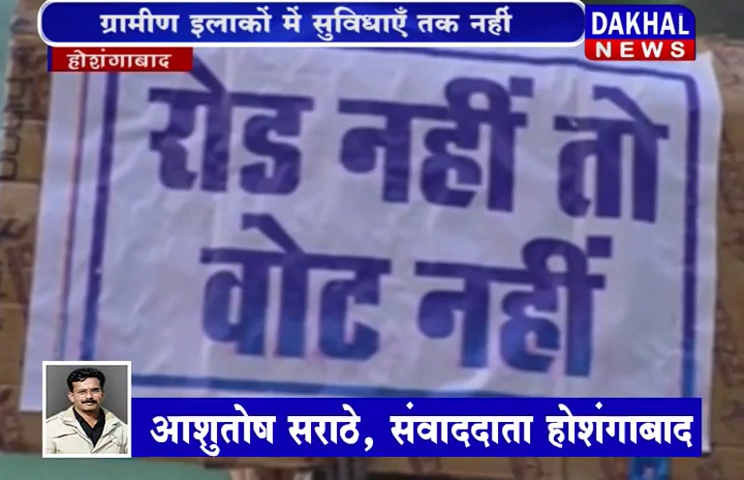 ग्रामीण इलाकों में सुविधाएँ तक नहीं
DAKHAL
NEWS
होशंगाबाद
रोड नहीं तो
वोट नहीं
आशुतोष सराठे, संवाददाता होशंगाबाद